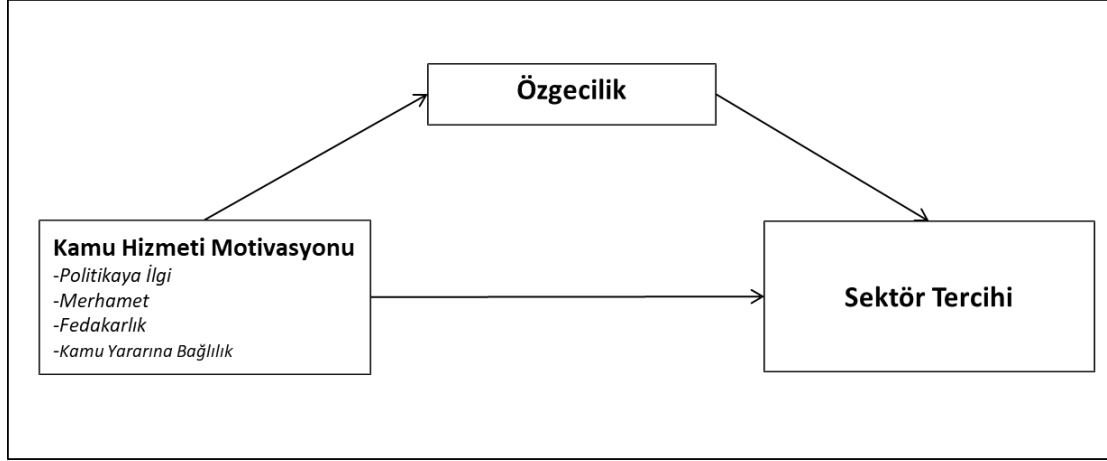 Özgecilik
Kamu Hizmeti Motivasyonu
-Politikaya İlgi
-Merhamet
-Fedakarlık
-Kamu Yararına Bağlılık
Sektör Tercihi